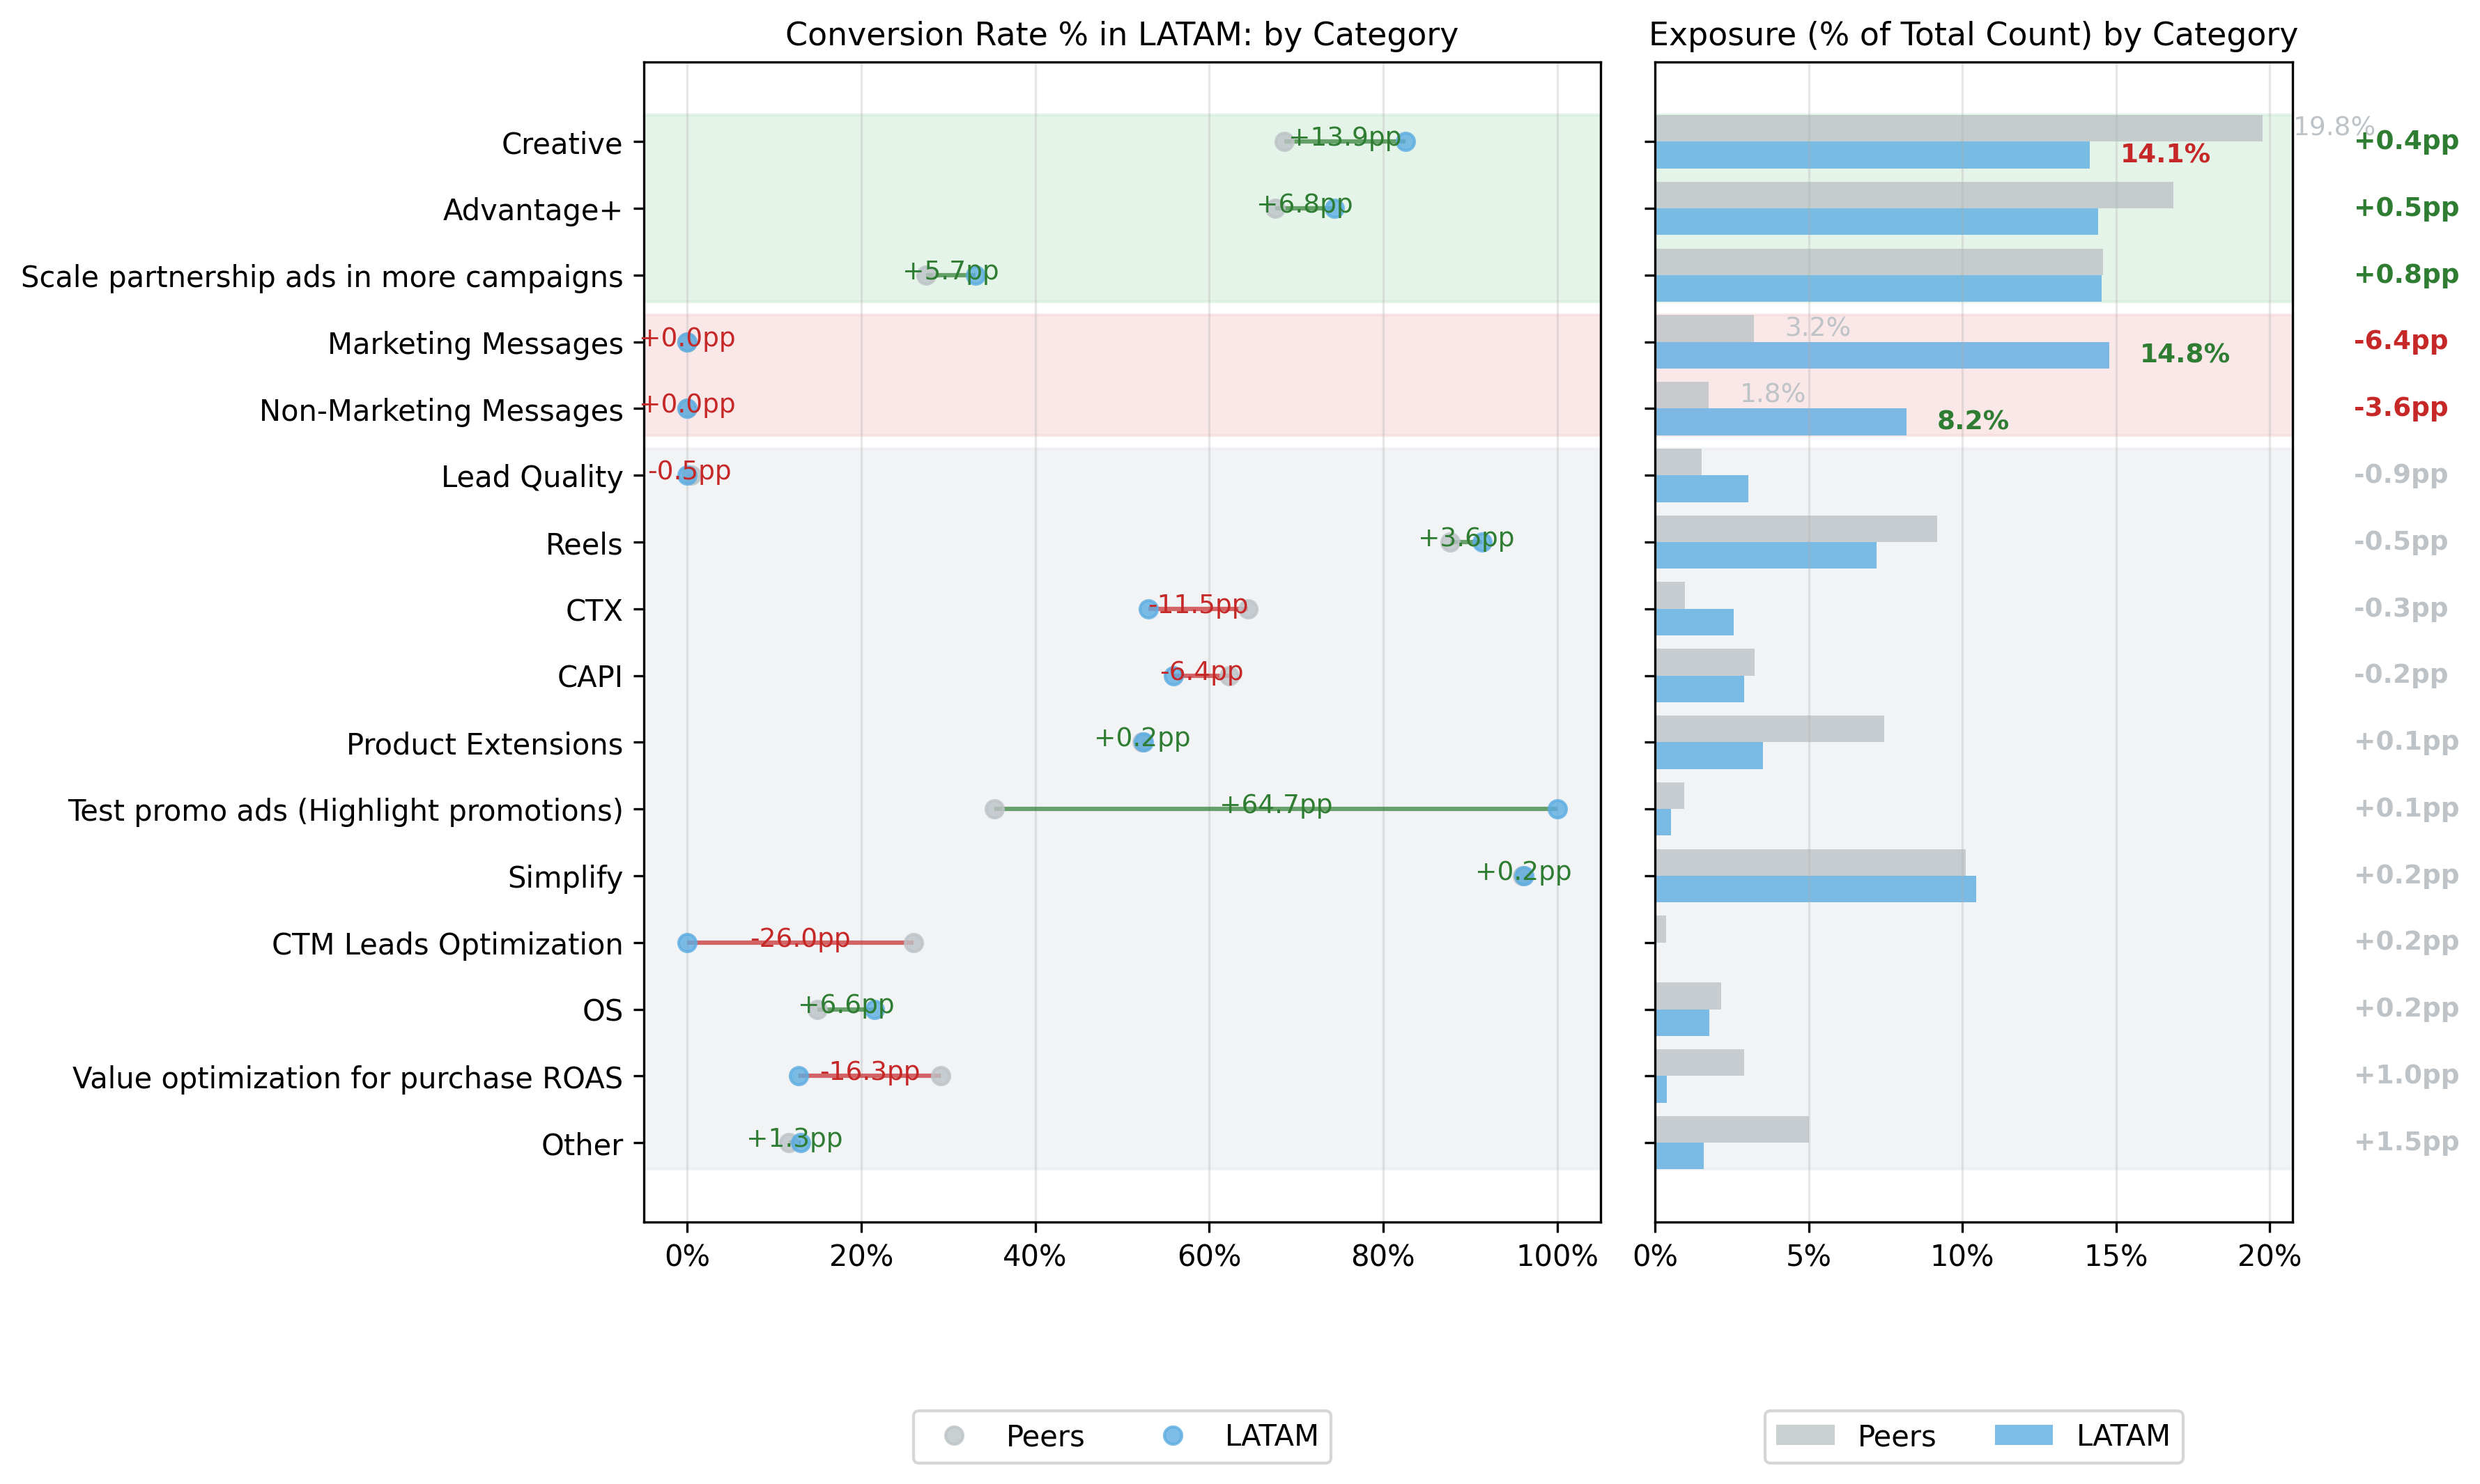 Conversion Rate % in LATAM: by Category
Exposure (% of Total Count) by Category
Creative +13.9pp 19.8% 14.1% +0.4pp
Advantage+ +6.8pp +0.5pp
Scale partnership ads in more campaigns +5.7pp +0.8pp
Marketing Messages +0.0pp 3.2% 14.8% -6.4pp
Non-Marketing Messages +0.0pp 1.8% 8.2% -3.6pp
Lead Quality -0.5pp -0.9pp
Reels +3.6pp -0.5pp
CTX -11.5pp -0.3pp
CAPI -6.4pp -0.2pp
Product Extensions +0.2pp +0.1pp
Test promo ads (Highlight promotions) +64.7pp +0.1pp
Simplify +0.2pp +0.2pp
CTM Leads Optimization -26.0pp +0.2pp
OS +6.6pp +0.2pp
Value optimization for purchase ROAS -16.3pp +1.0pp
Other +1.3pp +1.5pp
0% 20% 40% 60% 80% 100%
0% 5% 10% 15% 20%
Peers LATAM
Peers LATAM